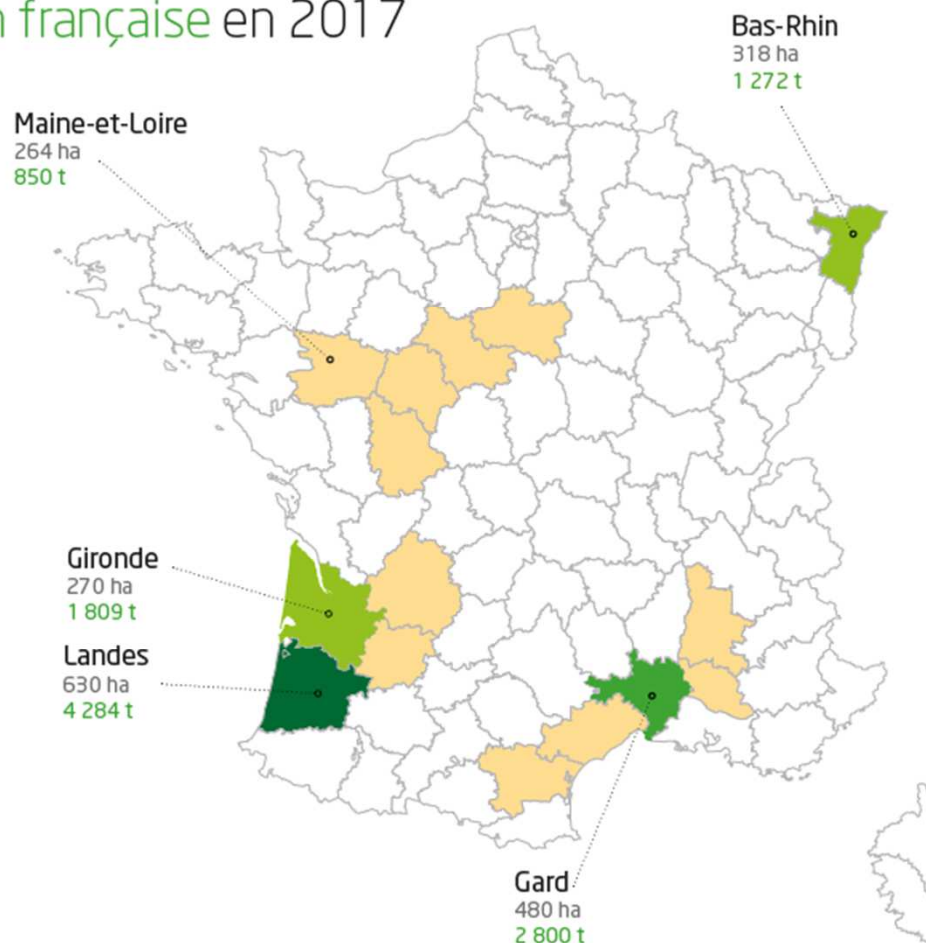 française en 2017
Bas-Rhin
318 ha
1 272 t
Maine-et-Loire
264 ha
850 t
Gironde
270 ha
1 809 t
Landes
630 ha
4 284 t
Gard
480 ha
2 800 t